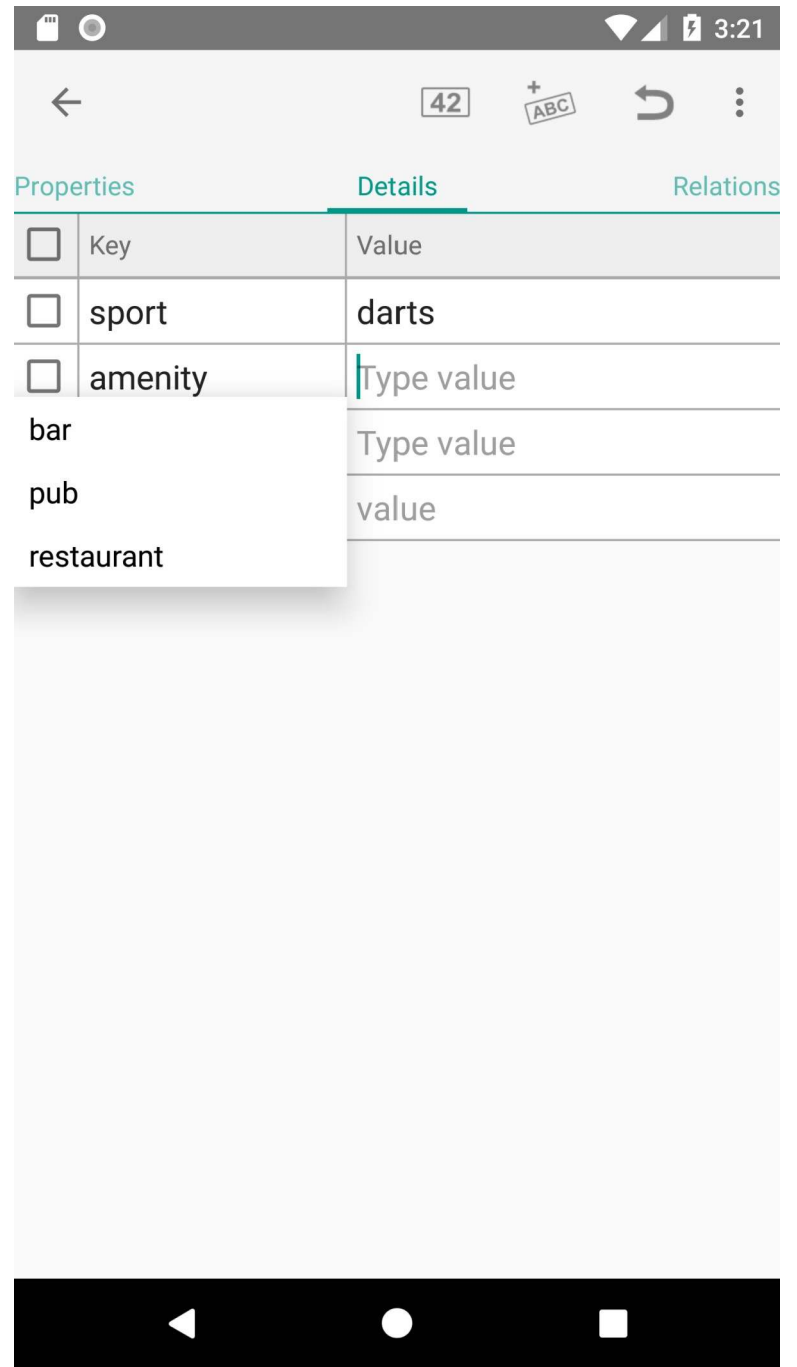 3:21
42
+
ABC
Properties Details Relations
Key Value
sport darts
amenity Type value
bar
Type value
pub
value
restaurant